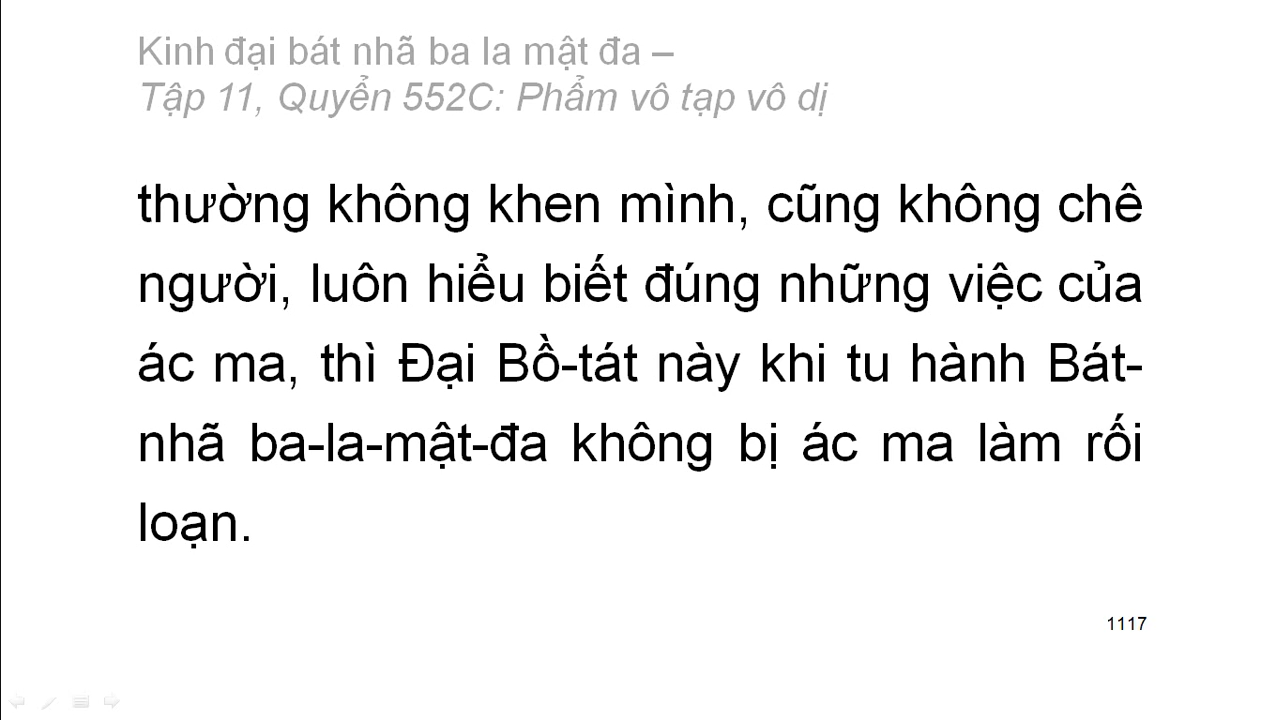 Kinh đại bát nhã ba la mật đa –
Tập 11, Quyển 552C: Phẩm vô tạp vô dị
thường không khen mình, cũng không chê
người, luôn hiểu biết đúng những việc của
ác ma, thì Đại Bồ-tát này khi tu hành Bát-
nhã ba-la-mật-đa không bị ác ma làm rối
loạn.
1117